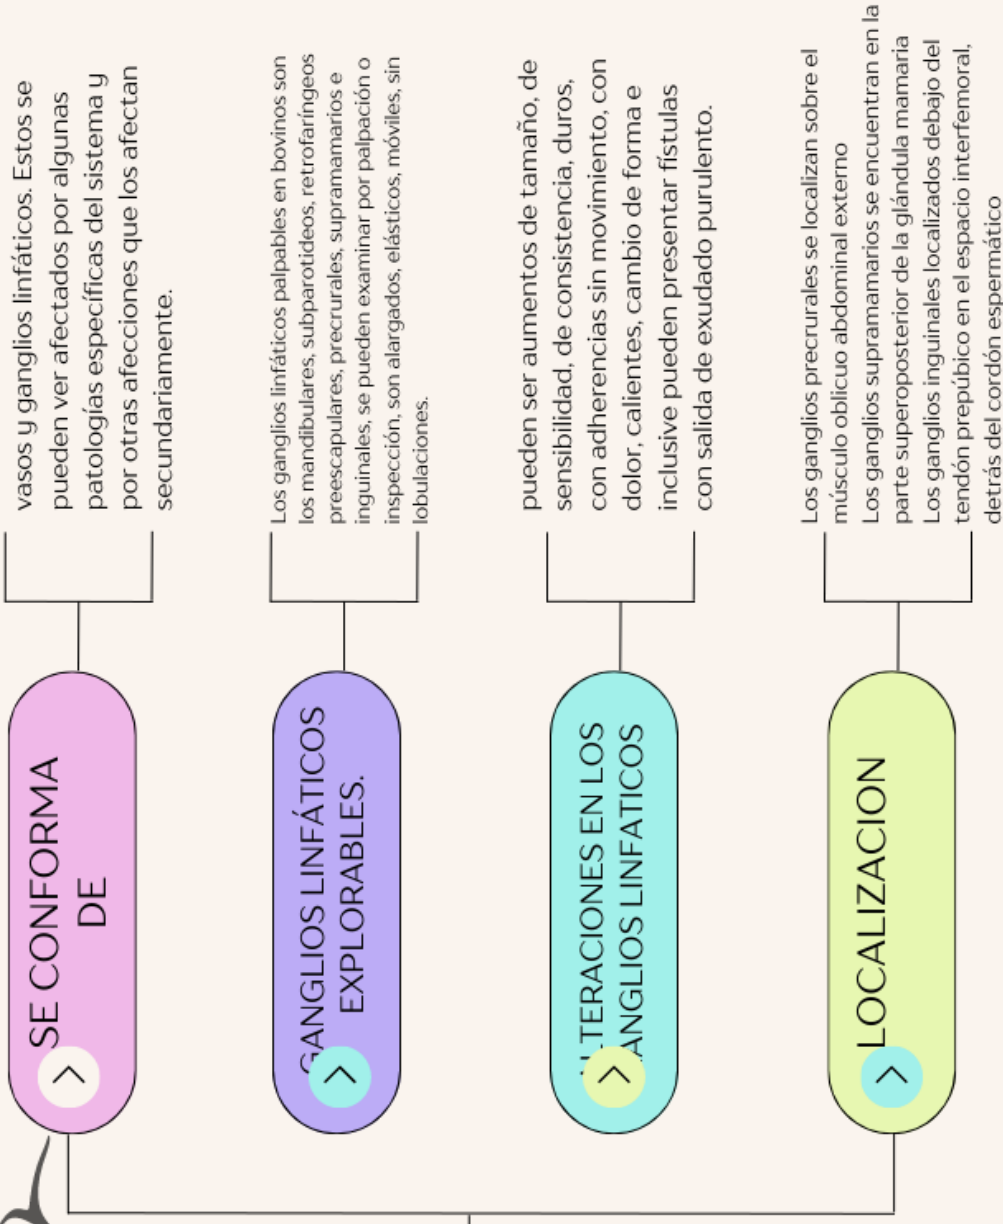 SE CONFORMA
DE
vasos y ganglios linfáticos. Estos se
pueden ver afectados por algunas
patologías específicas del sistema y
por otras afecciones que los afectan
secundariamente.
GANGLIOS LINFÁTICOS
EXPLORABLES.
Los ganglios linfáticos palpables en bovinos son
los mandibulares, subparotideos, retrofaríngeos
preescapulares, precrurales, supramamarios e
inguinales, se pueden examinar por palpación o
inspección, son alargados, elásticos, móviles, sin
lobulaciones.
ALTERACIONES EN LOS
GANGLIOS LINFATICOS
pueden ser aumentos de tamaño, de
sensibilidad, de consistencia, duros,
con adherencias sin movimiento, con
dolor, calientes, cambio de forma e
inclusive pueden presentar fístulas
con salida de exudado purulento.
LOCALIZACION
Los ganglios precrurales se localizan sobre el
músculo oblicuo abdominal externo
Los ganglios supramamarios se encuentran en la
parte superoposterior de la glándula mamaria
Los ganglios inguinales localizados debajo del
tendón prepúbico en el espacio interfemoral,
detrás del cordón espermático